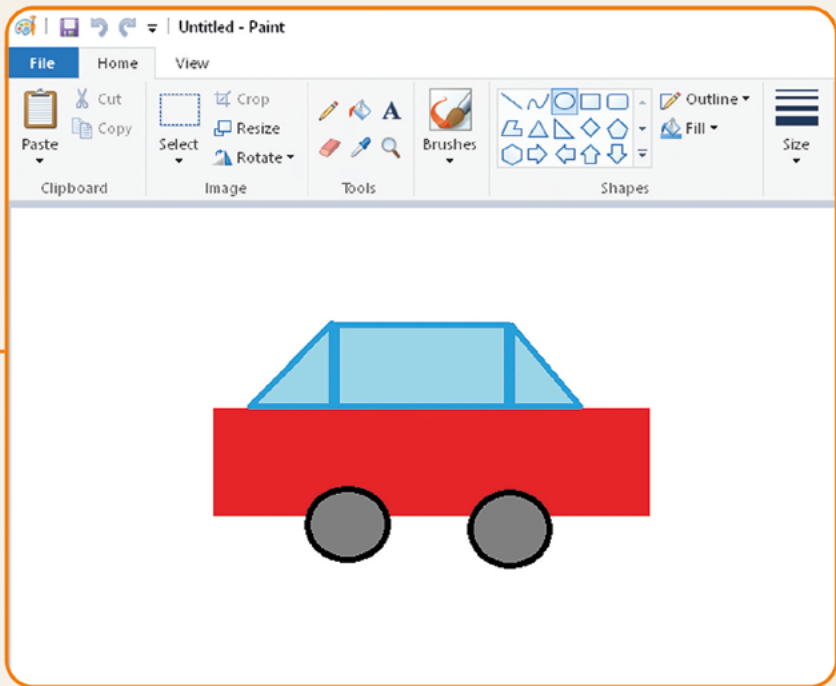 Untitled - Paint
File Home View
Paste
Cut
Copy
Clipboard
Select
Crop
Resize
Rotate
Image
A
Tools
Brushes
Outline
Fill
Shapes
Size